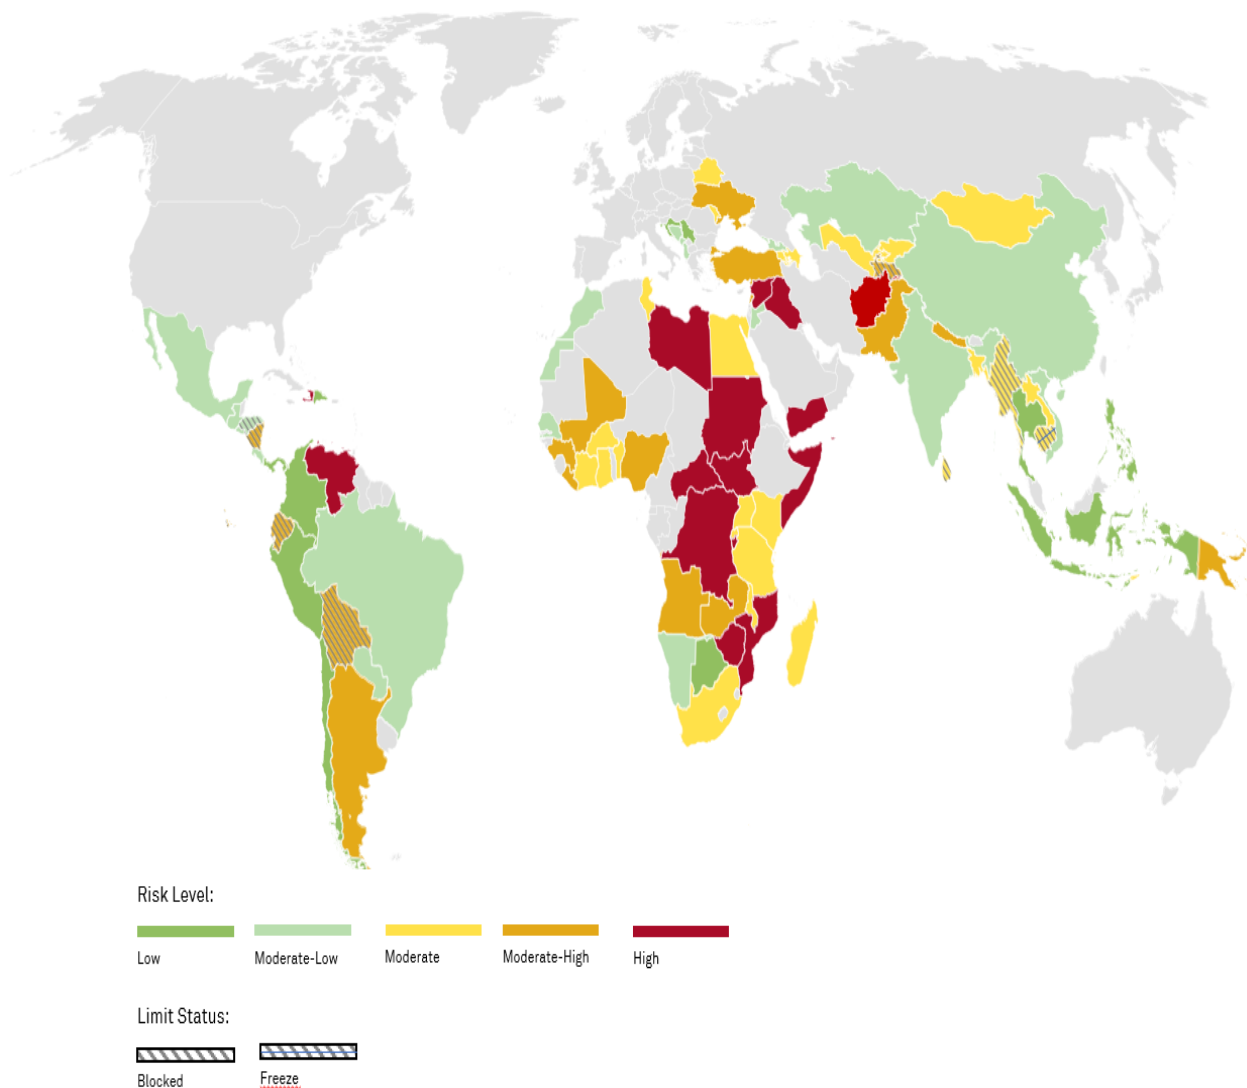 Risk Level:
Low
Moderate-Low
Moderate
Moderate-High
High
Limit Status:
Blocked
Freeze